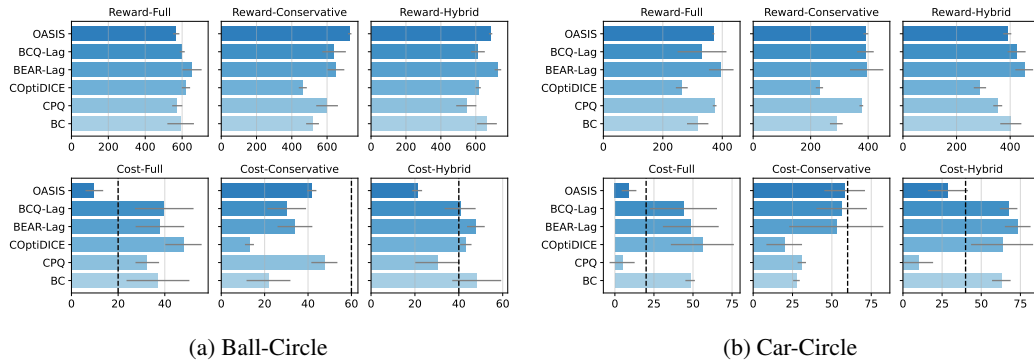 Reward-Full Reward-Conservative Reward-Hybrid
OASIS
BCQ-Lag
BEAR-Lag
COptiDICE
CPQ
BC
0 200 400 600 0 200 400 600 0 200 400 600
Cost-Full Cost-Conservative Cost-Hybrid
OASIS
BCQ-Lag
BEAR-Lag
COptiDICE
CPQ
BC
0 20 40 0 20 40 60 0 20 40 60
(a) Ball-Circle
Reward-Full Reward-Conservative Reward-Hybrid
OASIS
BCQ-Lag
BEAR-Lag
COptiDICE
CPQ
BC
0 200 400 0 200 400 0 200 400
Cost-Full Cost-Conservative Cost-Hybrid
OASIS
BCQ-Lag
BEAR-Lag
COptiDICE
CPQ
BC
0 25 50 75 0 25 50 75 0 25 50 75
(b) Car-Circle